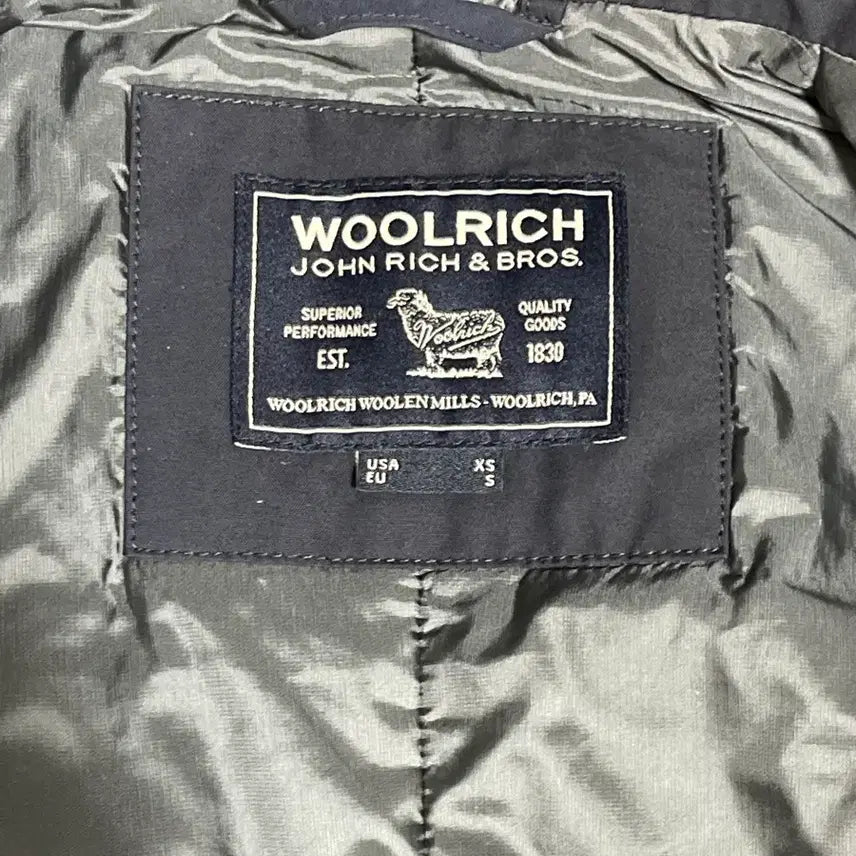 WOOLRICH
JOHN RICH & BROS.
SUPERIOR PERFORMANCE
EST.
Woolrich
QUALITY GOODS
1830
WOOLRICH WOOLEN MILLS - WOOLRICH, PA
USA XS
EU S